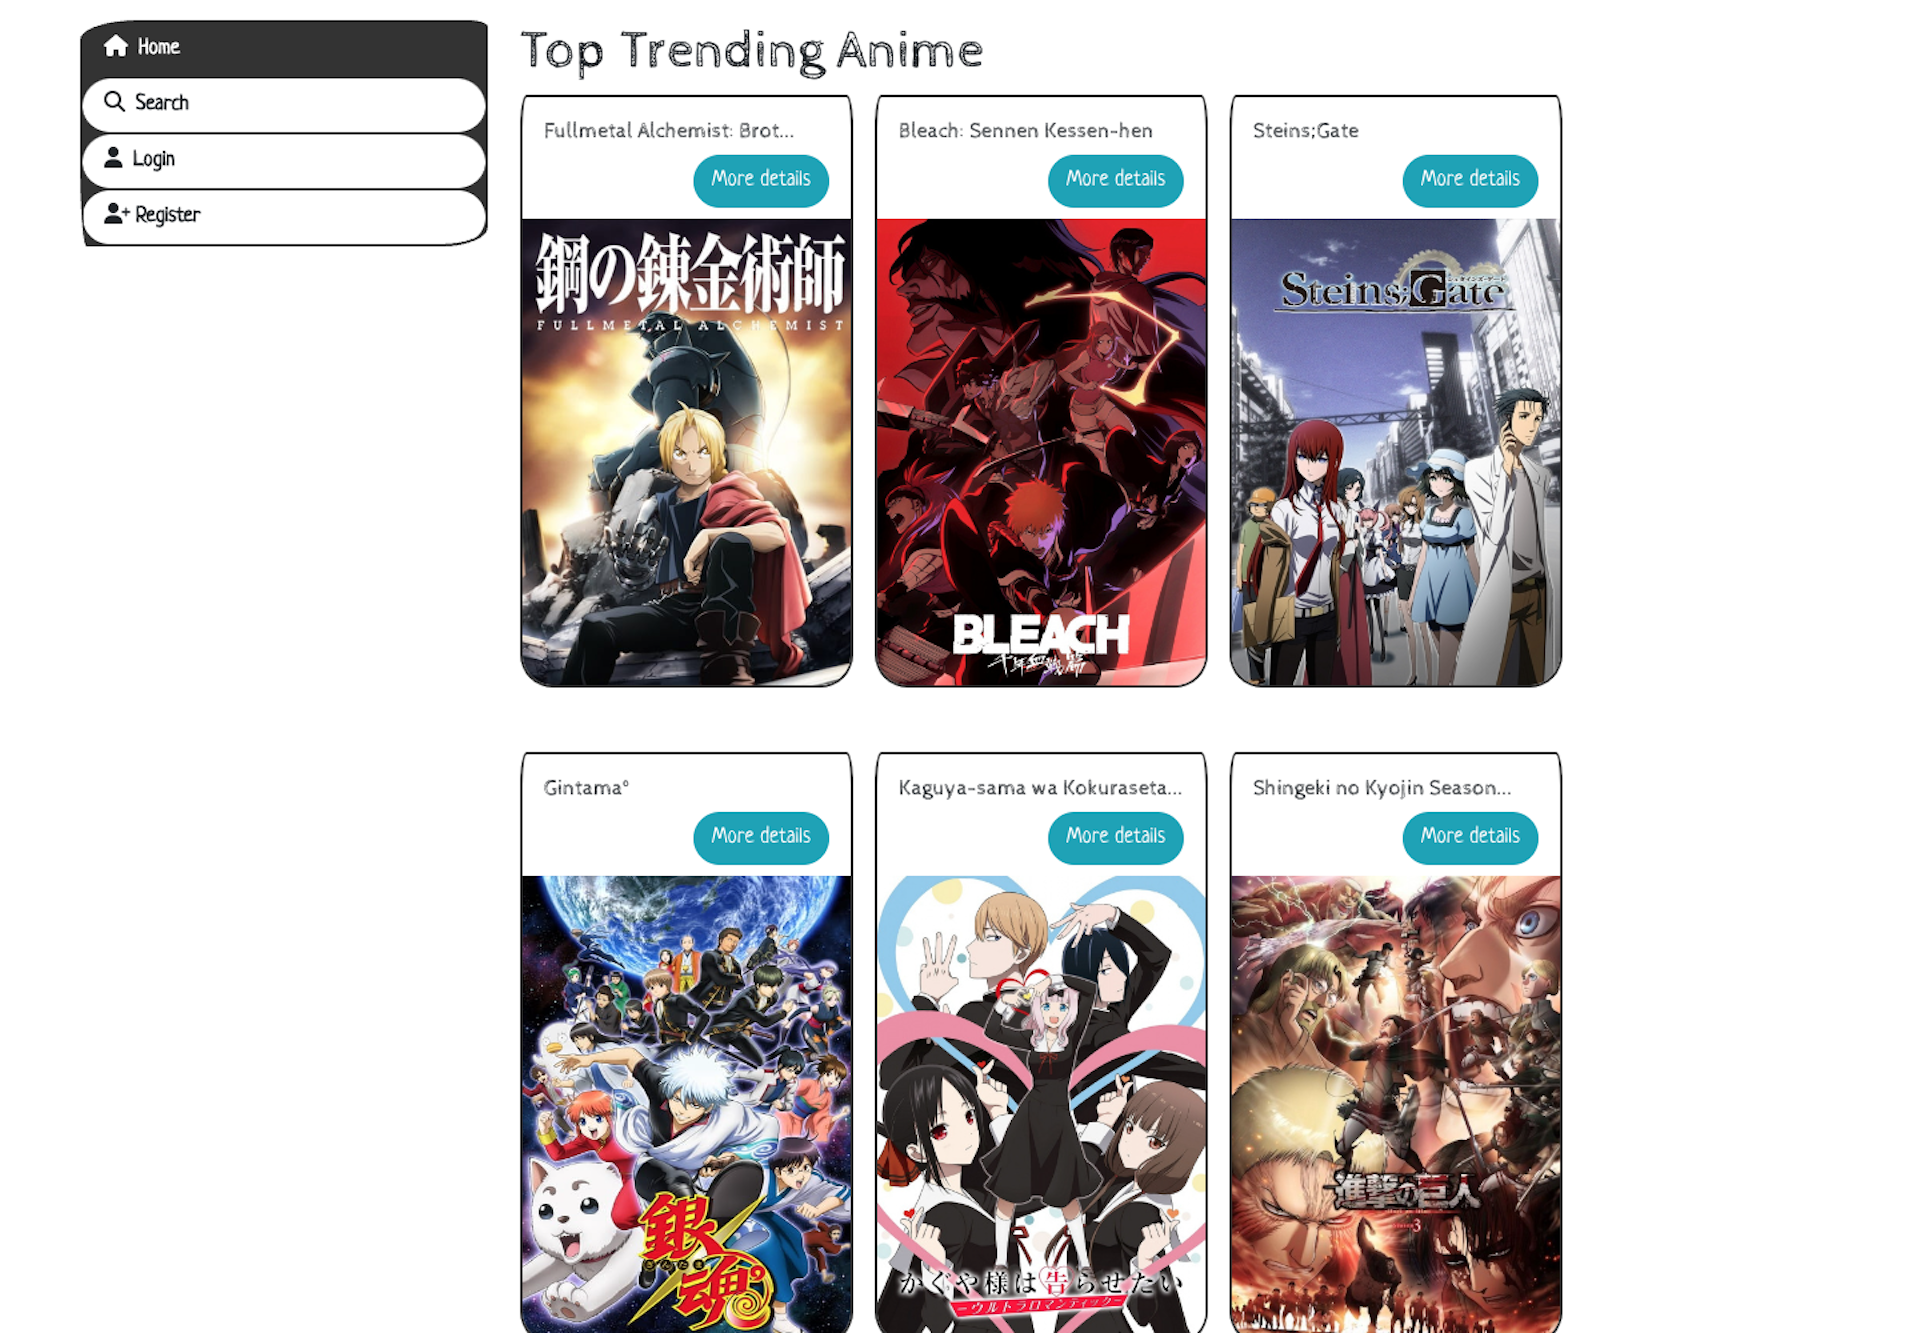 Home
Search
Login
Register
Top Trending Anime
Fullmetal Alchemist: Brot...
More details
鋼の錬金術師
FULLMETAL ALCHEMIST
Bleach: Sennen Kessen-hen
More details
BLEACH
千年血戦篇
Steins;Gate
More details
Steins;Gate
Gintama°
More details
銀魂°
ぎんたま
Kaguya-sama wa Kokuraseta...
More details
かぐや様は告らせたい
ーウルトラロマンティックー
Shingeki no Kyojin Season...
More details
進撃の巨人
3